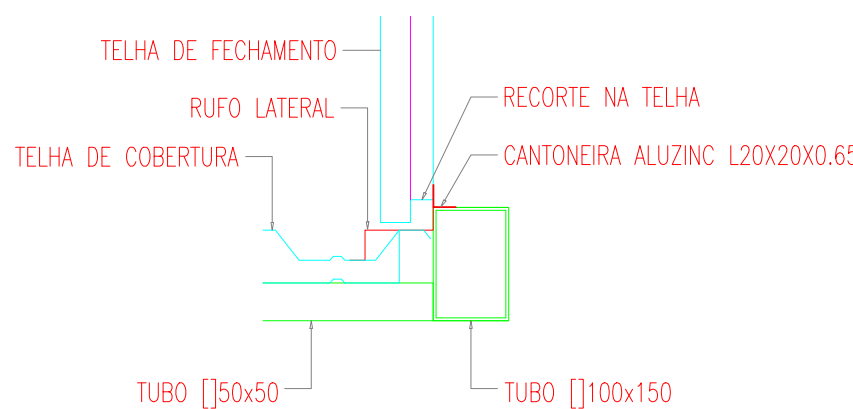 TELHA DE FECHAMENTO
RUFO LATERAL
RECORTE NA TELHA
TELHA DE COBERTURA
CANTONEIRA ALUZINC L20X20X0.65
TUBO []50x50
TUBO []100x150